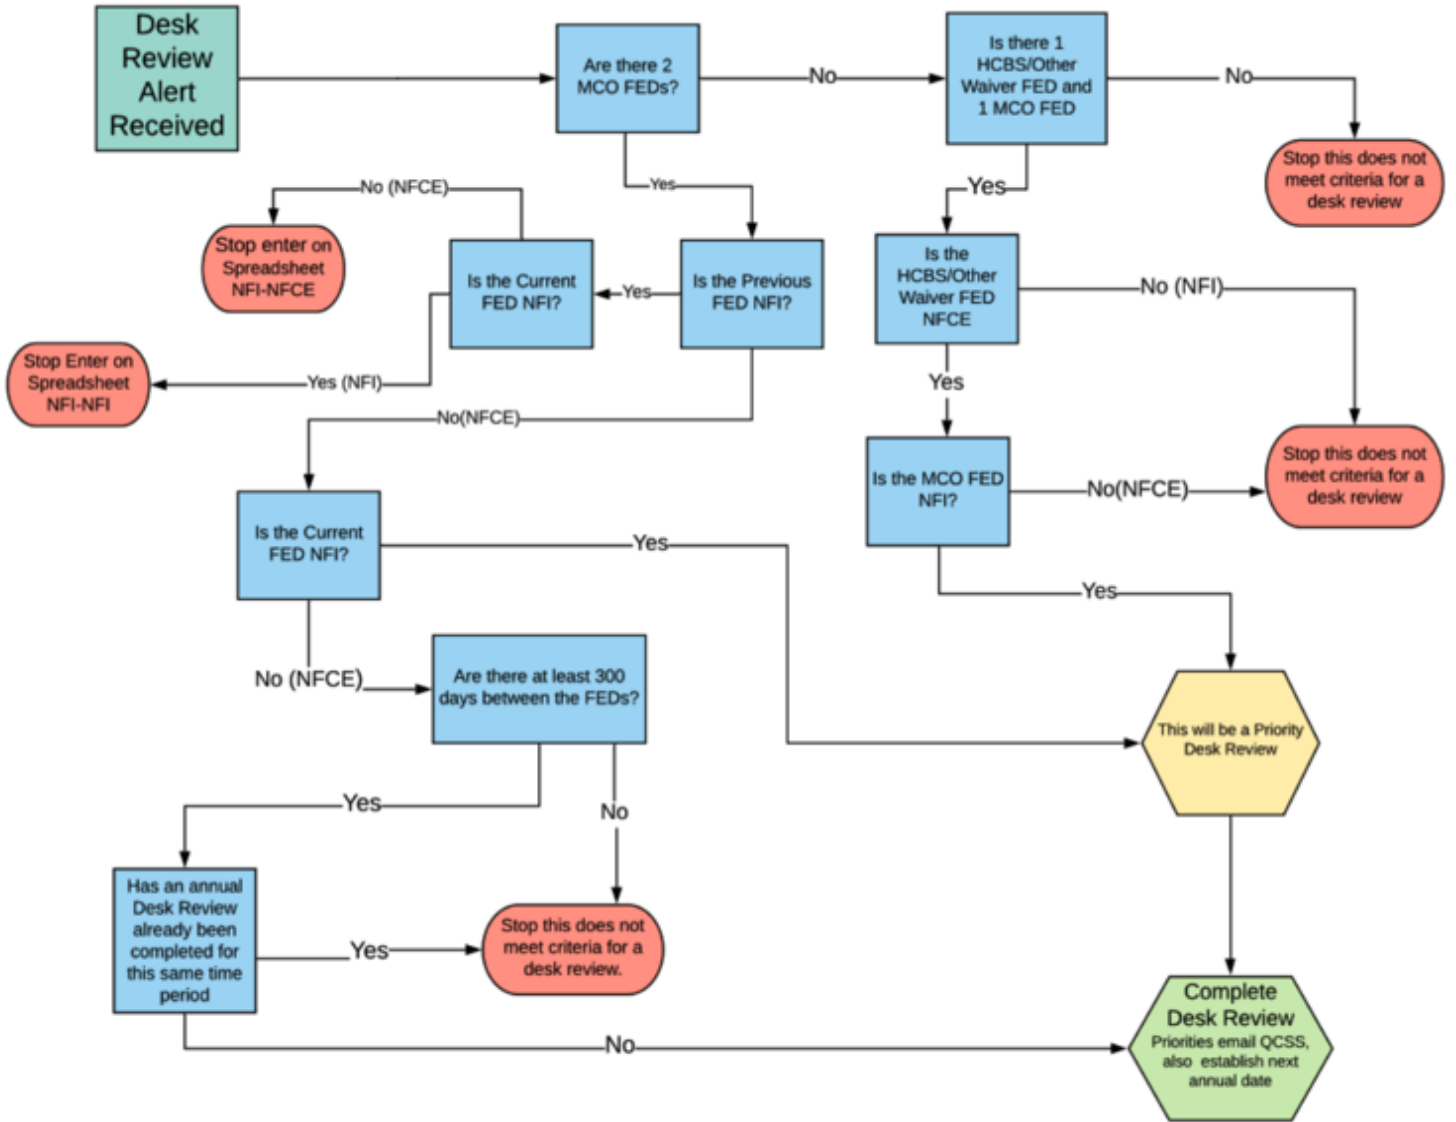 Desk
Review
Alert
Received
Are there 2
MCO FEDs?
No
Is there 1
HCBS/Other
Waiver FED and
1 MCO FED
No
Stop this does not
meet criteria for a
desk review
Yes
Yes
No (NFCE)
Stop enter on
Spreadsheet
NFI-NFCE
Is the Current
FED NFI?
Yes
Is the Previous
FED NFI?
Is the
HCBS/Other
Waiver FED
NFCE
No (NFI)
Stop Enter on
Spreadsheet
NFI-NFI
Yes (NFI)
Yes
No(NFCE)
Is the MCO FED
NFI?
No(NFCE)
Stop this does not
meet criteria for a
desk review
Is the Current
FED NFI?
Yes
Yes
No (NFCE)
Are there at least 300
days between the FEDs?
This will be a Priority
Desk Review
Yes
No
Has an annual
Desk Review
already been
completed for
this same time
period
Yes
Stop this does not
meet criteria for a
desk review.
No
Complete
Desk Review
Priorities email QCSS,
also establish next
annual date